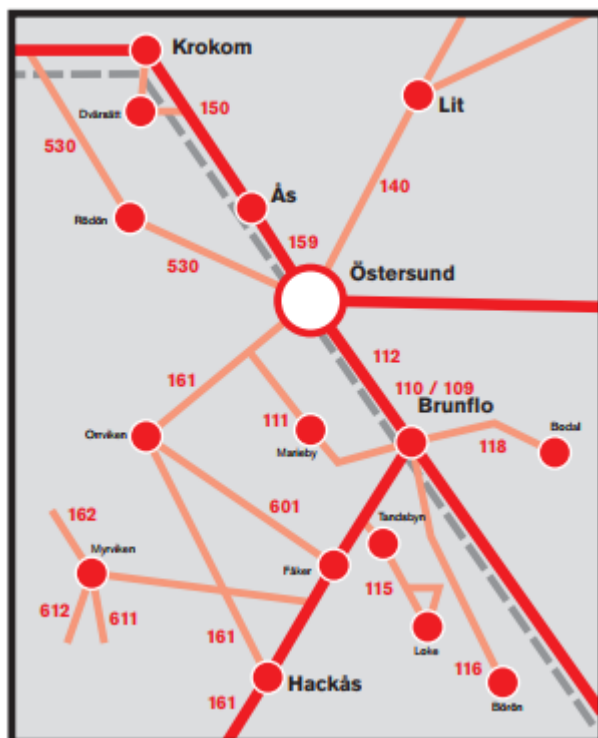 Krokom
Dvärsätt
150
Lit
530
140
Ås
Rödön
159
530
Östersund
112
161
110 / 109
Brunflo
111
118
Bodal
Orrviken
Marieby
601
162
Tandsbyn
Myrviken
Fåker
115
612
611
161
Loke
116
161
Hackås